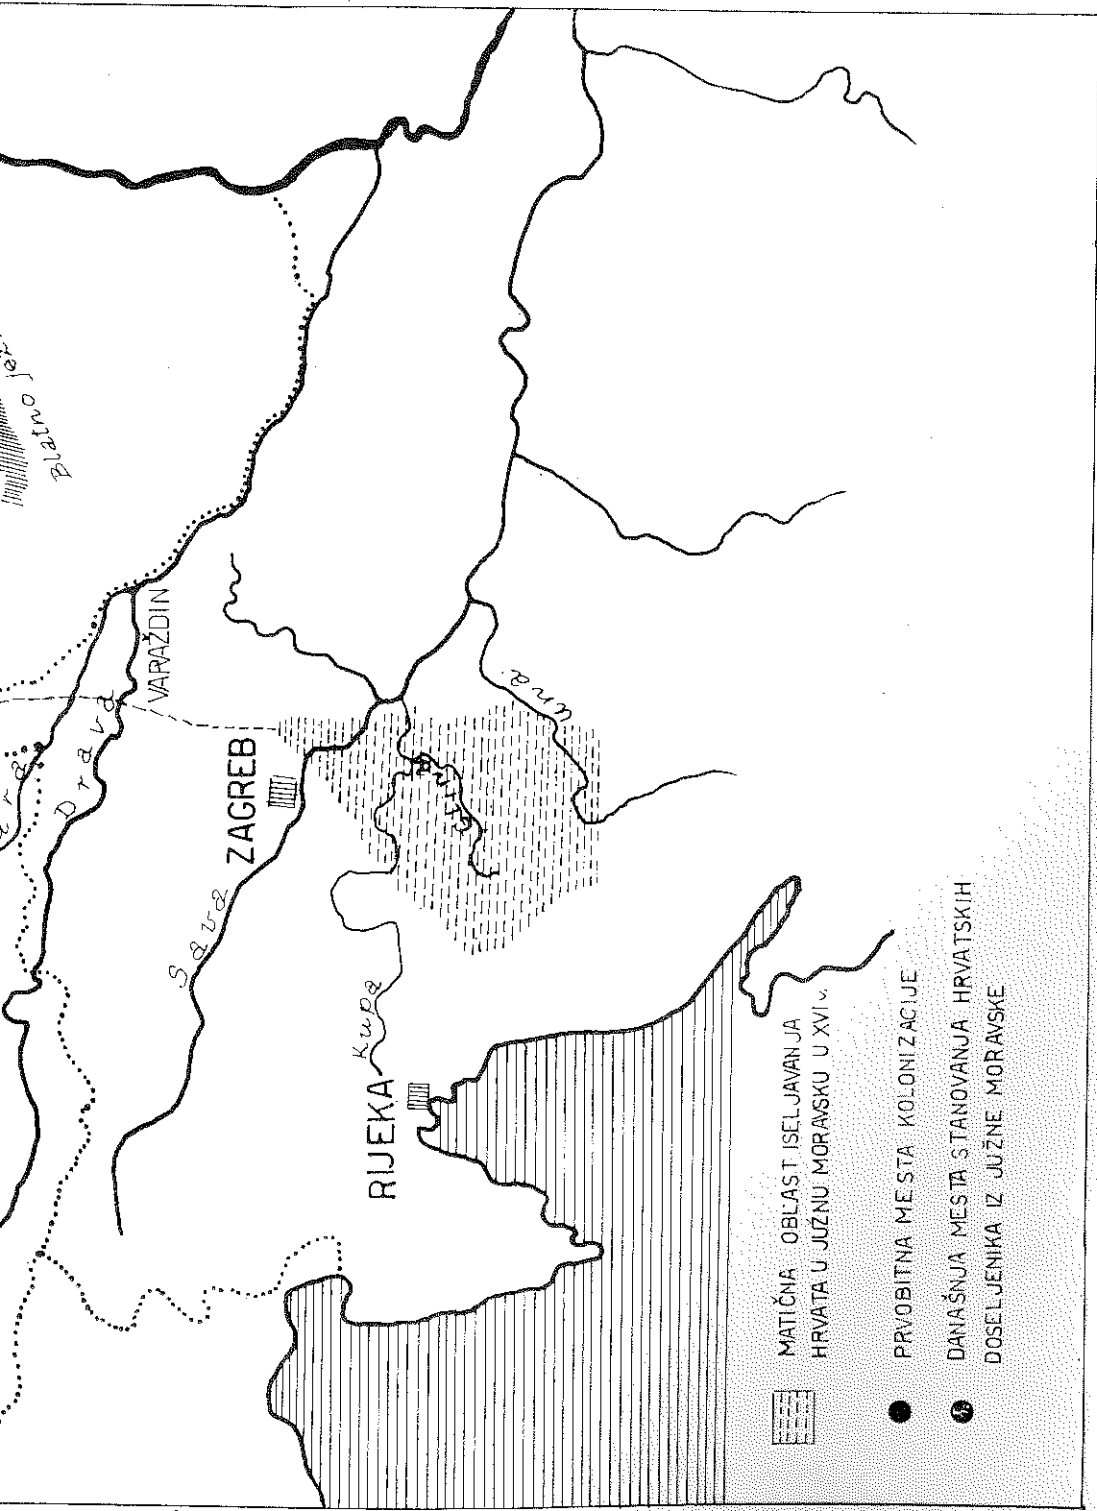 Blatno jez.
Drava
VARAŽDIN
ZAGREB
Sava
Una
Kupa
RIJEKA
MATIČNA OBLAST ISELJAVANJA
HRVATA U JUŽNU MORAVSKU U XVI v.
PRVOBITNA MESTA KOLONIZACIJE
DANAŠNJA MESTA STANOVANJA HRVATSKIH
DOSELJENIKA IZ JUŽNE MORAVSKE